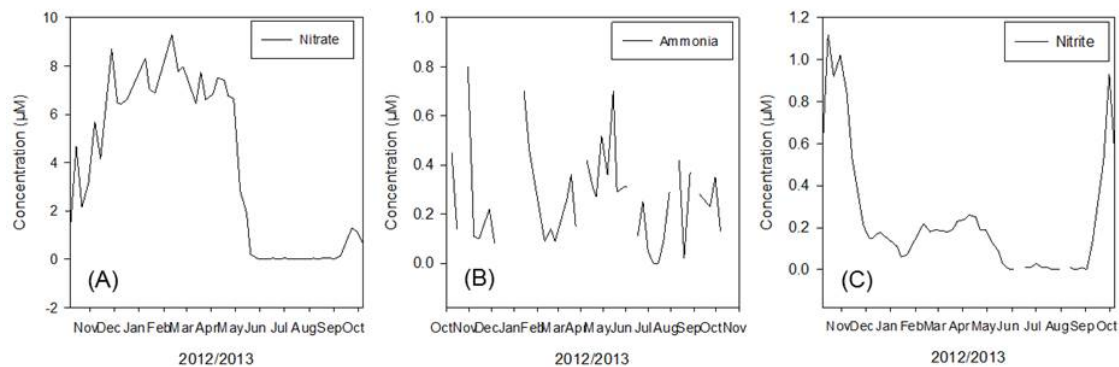 10
8
6
4
2
0
-2
Concentration (µM)
Nitrate
(A)
Nov Dec Jan Feb Mar Apr May Jun Jul Aug Sep Oct
2012/2013
1.0
0.8
0.6
0.4
0.2
0.0
Concentration (µM)
Ammonia
(B)
Oct Nov Dec Jan Feb Mar Apr May Jun Jul Aug Sep Oct Nov
2012/2013
1.2
1.0
0.8
0.6
0.4
0.2
0.0
Concentration (µM)
Nitrite
(C)
Nov Dec Jan Feb Mar Apr May Jun Jul Aug Sep Oct
2012/2013